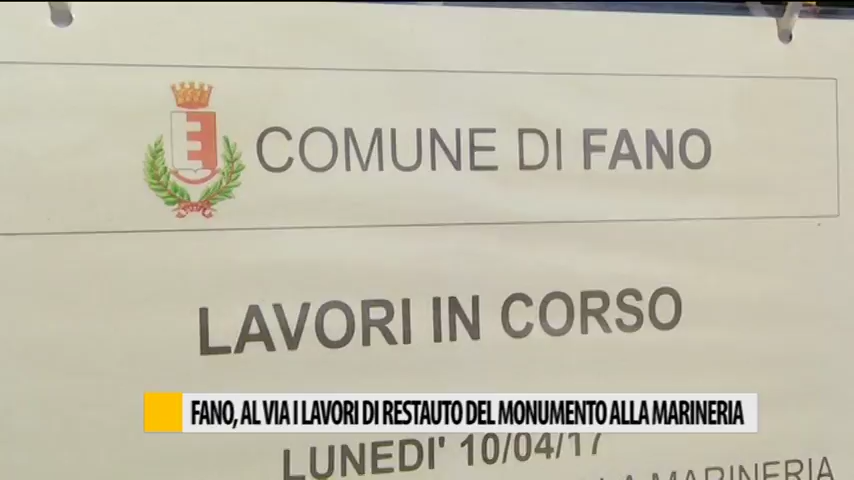 COMUNE DI FANO
LAVORI IN CORSO
FANO, AL VIA I LAVORI DI RESTAUTO DEL MONUMENTO ALLA MARINERIA
LUNEDI' 10/04/17
MARINERIA